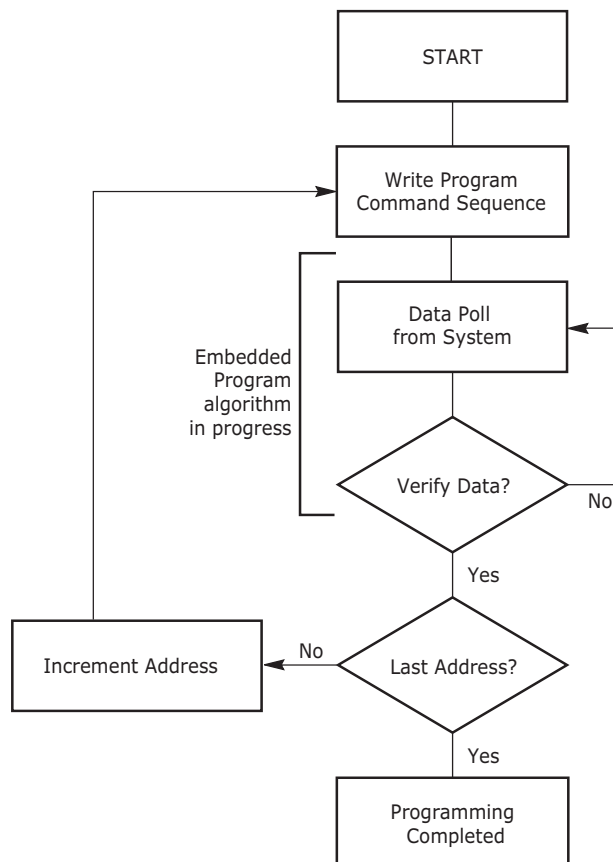 START
Write Program
Command Sequence
Data Poll
from System
Embedded
Program
algorithm
in progress
Verify Data?
No
Yes
Increment Address
No
Last Address?
Yes
Programming
Completed